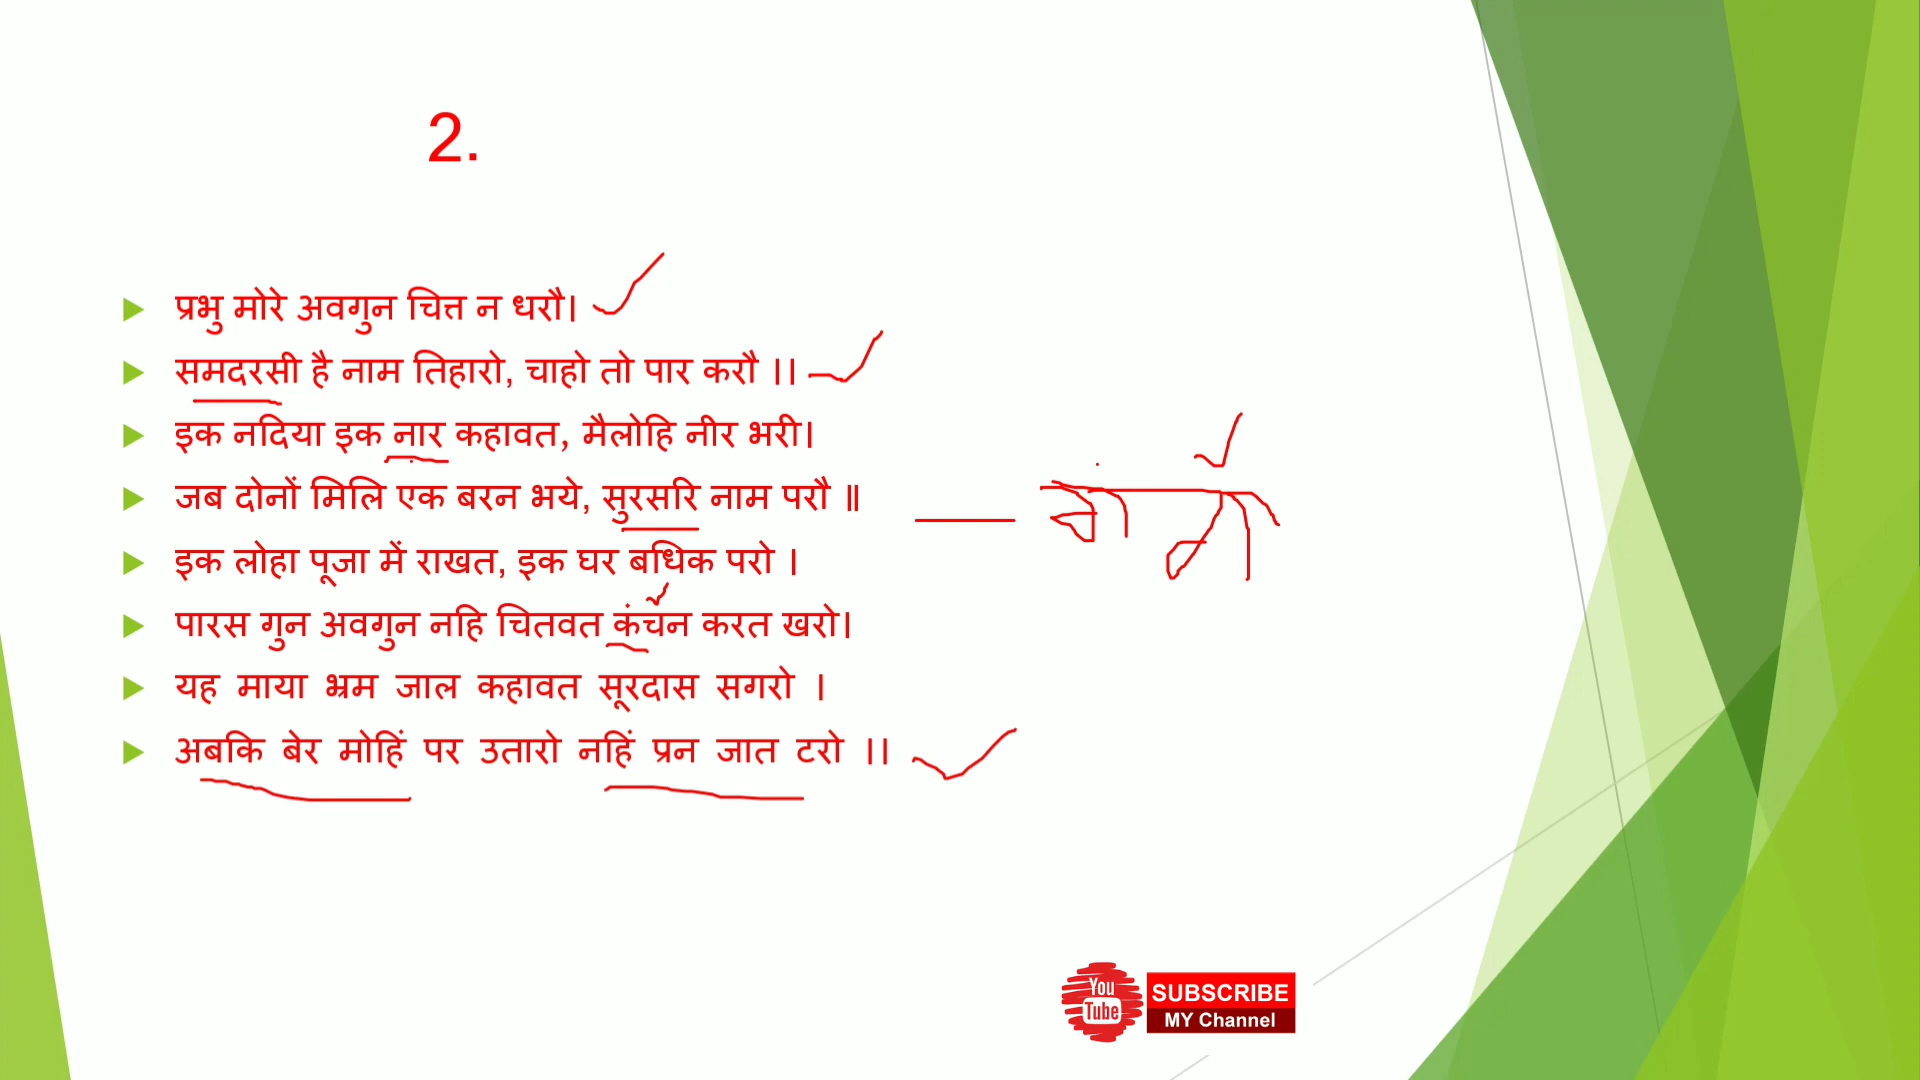 2.
प्रभु मोरे अवगुन चित्त न धरौ।
समदरसी है नाम तिहारो, चाहो तो पार करौ ।।
इक नदिया इक नार कहावत, मैलोहि नीर भरी।
जब दोनों मिलि एक बरन भये, सुरसरि नाम परौ ॥
इक लोहा पूजा में राखत, इक घर बधिक परो ।
पारस गुन अवगुन नहि चितवत कंचन करत खरो।
यह माया भ्रम जाल कहावत सूरदास सगरो ।
अबकि बेर मोहिं पर उतारो नहिं प्रन जात टरो ।।
You
Tube
SUBSCRIBE
MY Channel